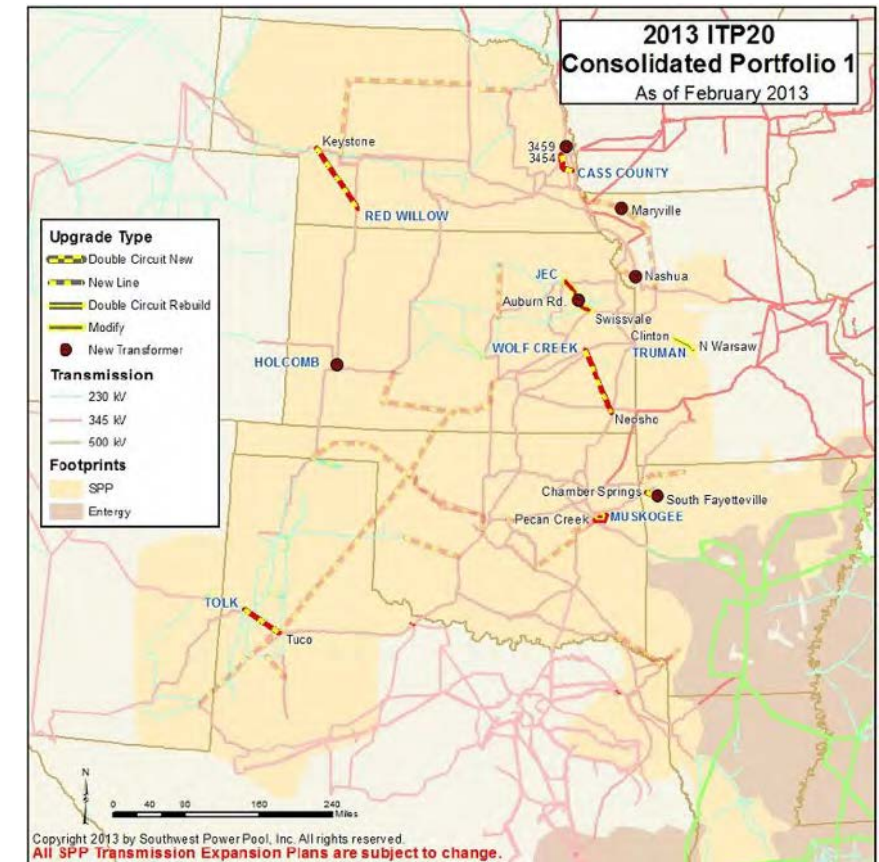 2013 ITP20
Consolidated Portfolio 1
As of February 2013
Keystone
3459
3454
CASS COUNTY
RED WILLOW
Maryville
Upgrade Type
Double Circuit New
New Line
Double Circuit Rebuild
Modify
New Transformer
Transmission
230 kV
345 kV
500 kV
Footprints
SPP
Entergy
JEC
Nashua
Auburn Rd.
Swissvale
Clinton
N Warsaw
WOLF CREEK
TRUMAN
HOLCOMB
Neosho
Chamber Springs
South Fayetteville
Pecan Creek
MUSKOGEE
TOLK
Tuco
N
0 40 80 160 240
Miles
Copyright 2013 by Southwest Power Pool, Inc. All rights reserved.
All SPP Transmission Expansion Plans are subject to change.